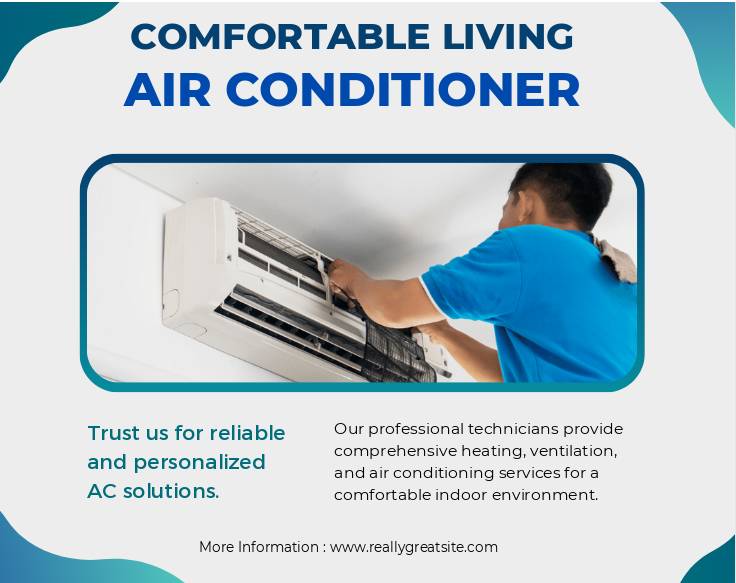 COMFORTABLE LIVING
AIR CONDITIONER
Trust us for reliable
and personalized
AC solutions.
Our professional technicians provide
comprehensive heating, ventilation,
and air conditioning services for a
comfortable indoor environment.
More Information : www.reallygreatsite.com